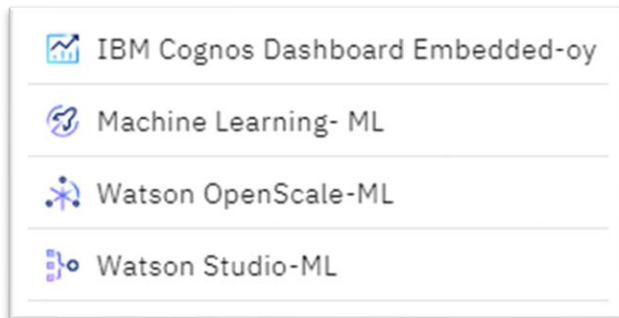 IBM Cognos Dashboard Embedded-oy
Machine Learning- ML
Watson OpenScale-ML
Watson Studio-ML